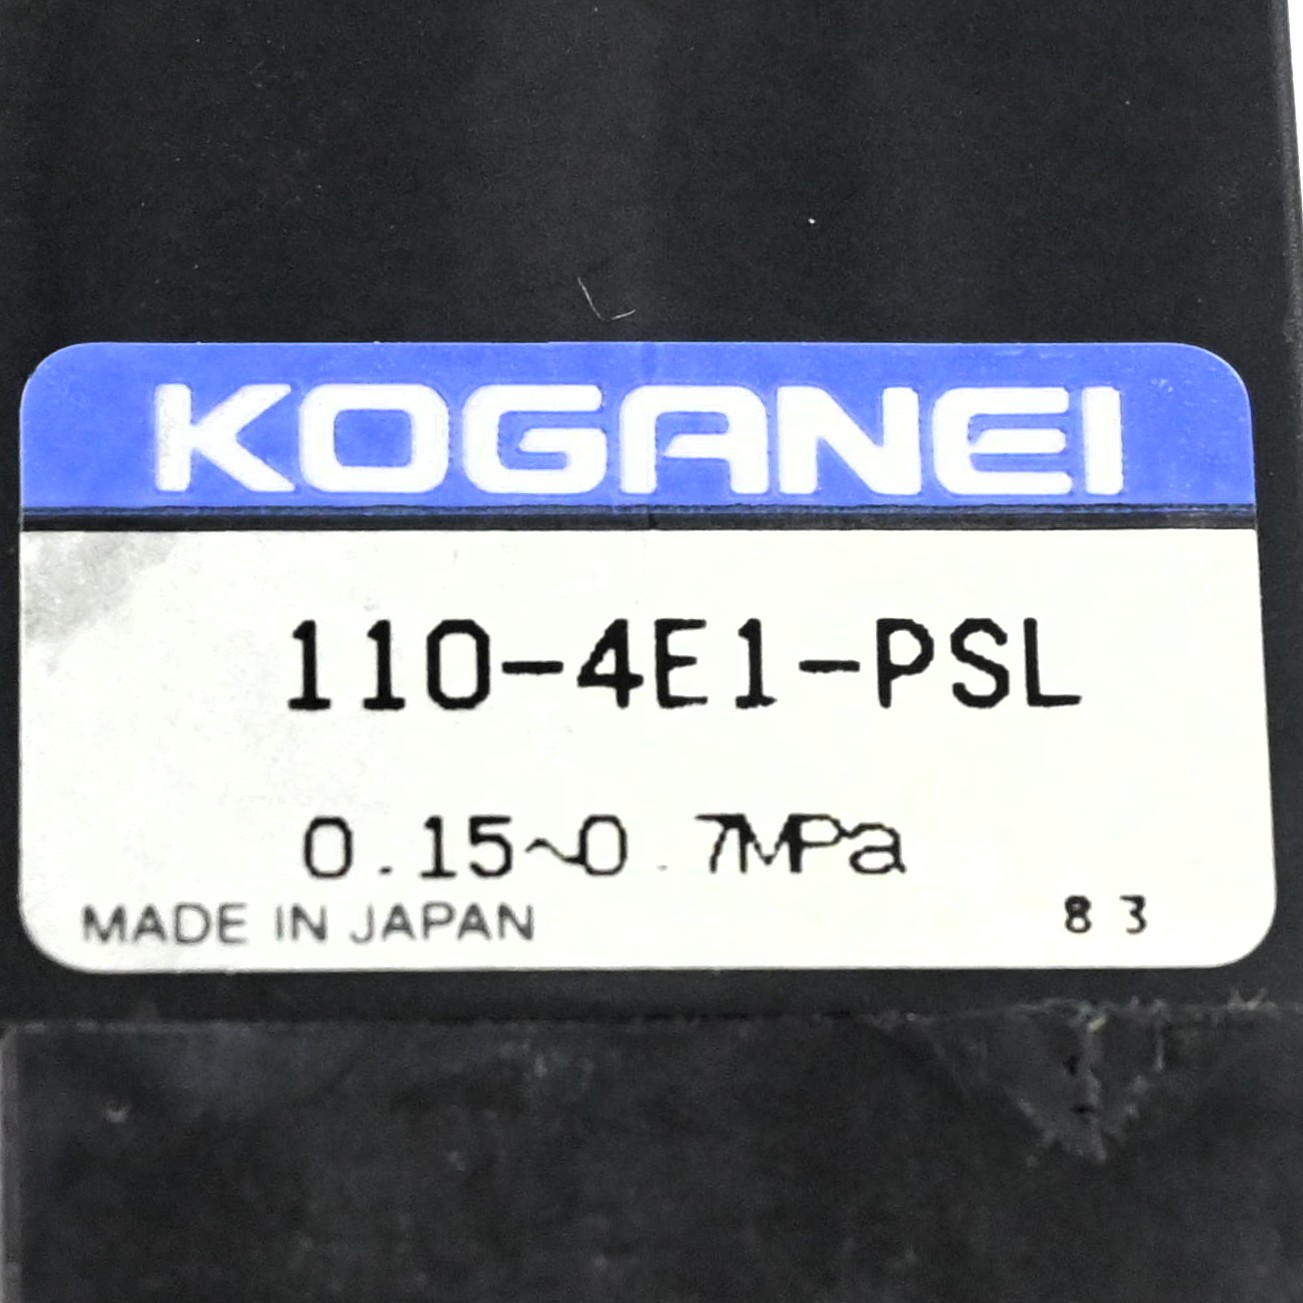 KOGANEI
110-4E1-PSL
0.15~0.7MPa
MADE IN JAPAN 83